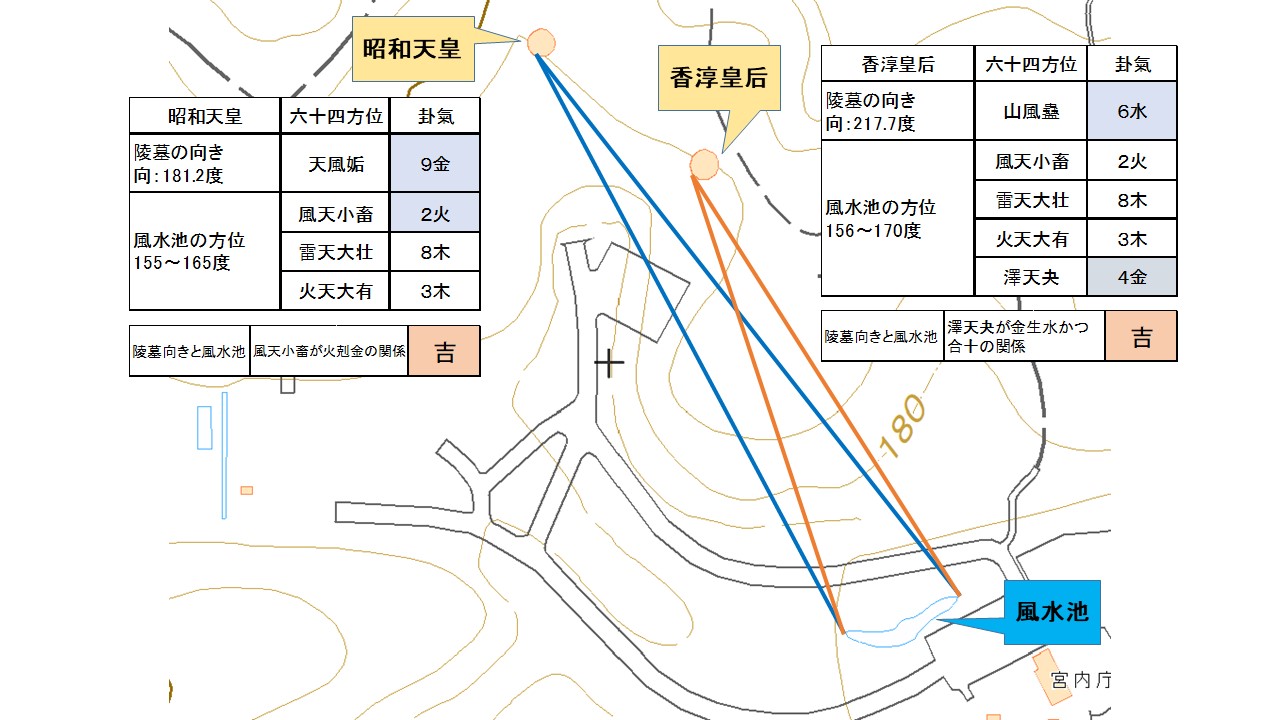 昭和天皇
香淳皇后
昭和天皇 六十四方位 卦氣
陵墓の向き
向：181.2度
天風姤 9金
風水池の方位
155～165度
風天小畜 2火
雷天大壮 8木
火天大有 3木
陵墓向きと風水池 風天小畜が火剋金の関係 吉
香淳皇后 六十四方位 卦氣
陵墓の向き
向：217.7度
山風蠱 6水
風水池の方位
156～170度
風天小畜 2火
雷天大壮 8木
火天大有 3木
澤天夬 4金
陵墓向きと風水池
澤天夬が金生水かつ
合十の関係
吉
180
風水池
宮内庁